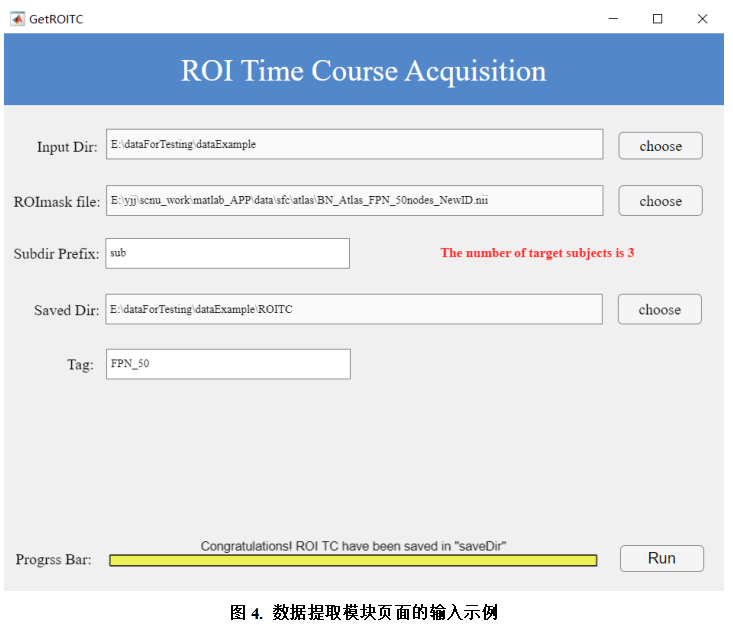 GetROITC
ROI Time Course Acquisition
Input Dir: E:\dataForTesting\dataExample choose
ROImask file: E:\yjj\scnu_work\matlab_APP\data\sfc\atlas\BN_Atlas_FPN_50nodes_NewID.nii choose
Subdir Prefix: sub The number of target subjects is 3
Saved Dir: E:\dataForTesting\dataExample\ROITC choose
Tag: FPN_50
Congratulations! ROI TC have been saved in "saveDir"
Progrss Bar: Run
图 4. 数据提取模块页面的输入示例